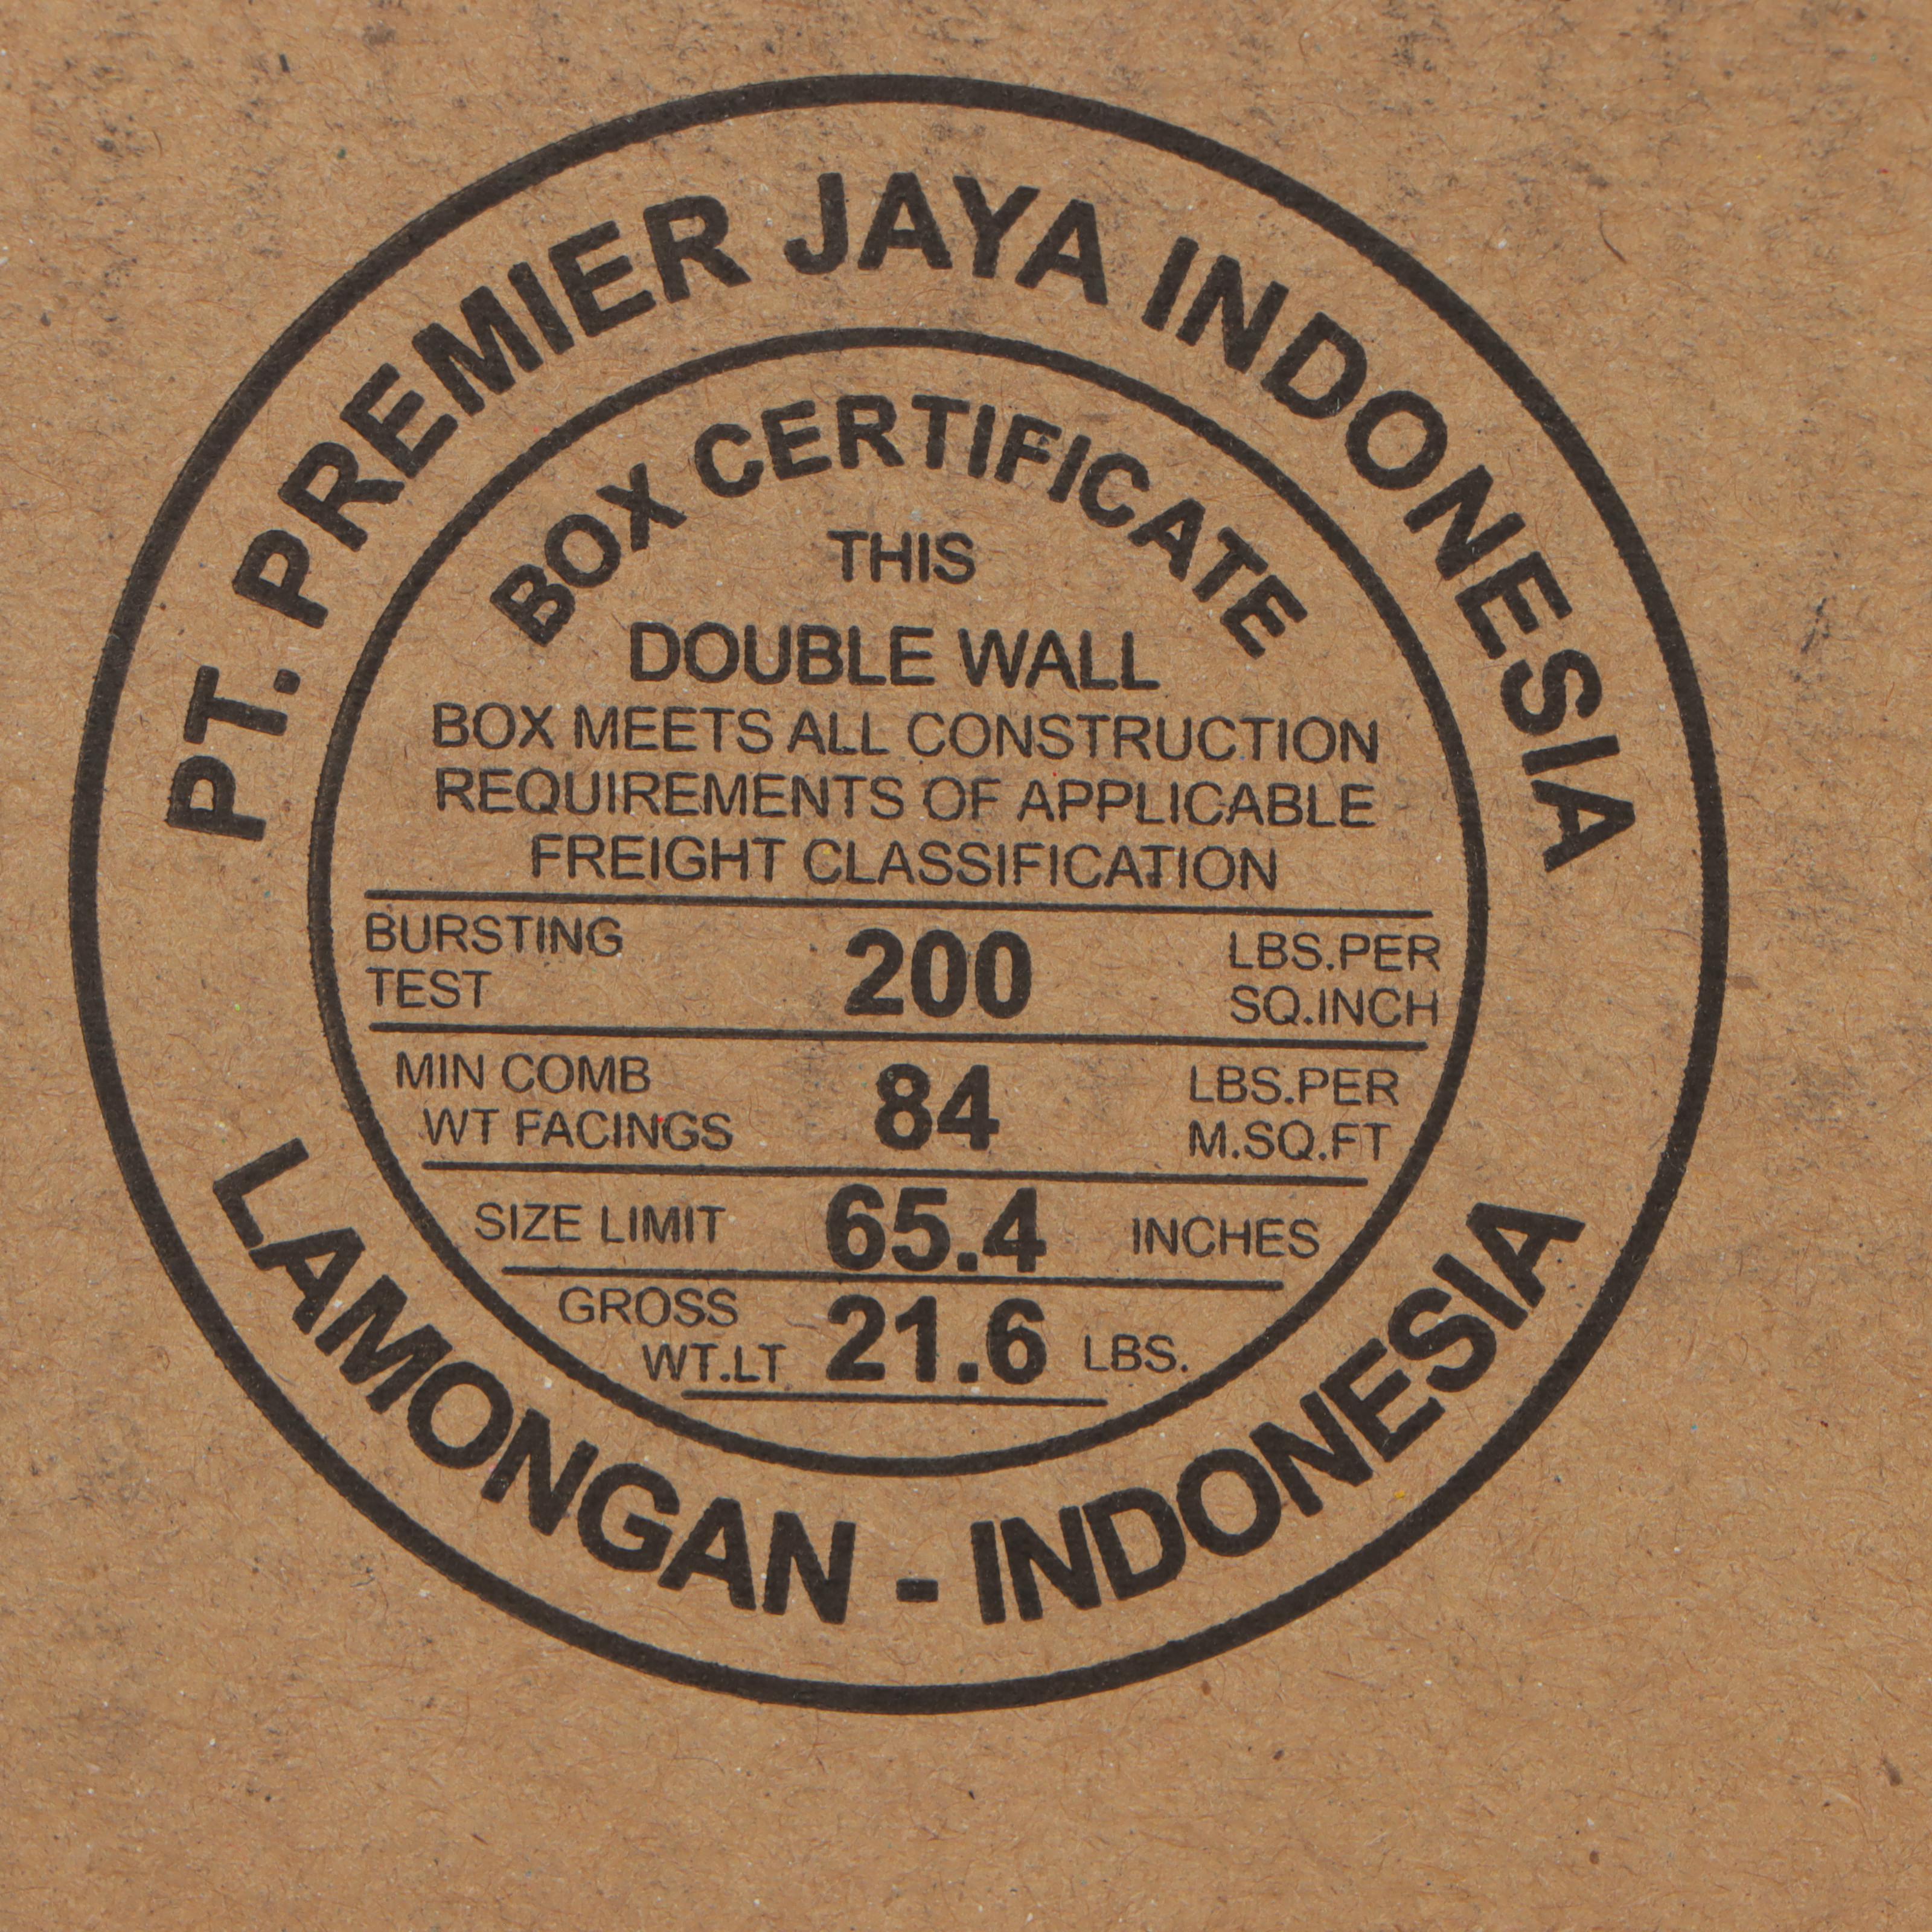 PT. PREMIER JAYA INDONESIA
BOX CERTIFICATE
THIS
DOUBLE WALL
BOX MEETS ALL CONSTRUCTION
REQUIREMENTS OF APPLICABLE
FREIGHT CLASSIFICATION
BURSTING TEST 200 LBS.PER SQ.INCH
MIN COMB WT FACINGS 84 LBS.PER M.SQ.FT
SIZE LIMIT 65.4 INCHES
GROSS WT.LT 21.6 LBS.
LAMONGAN - INDONESIA